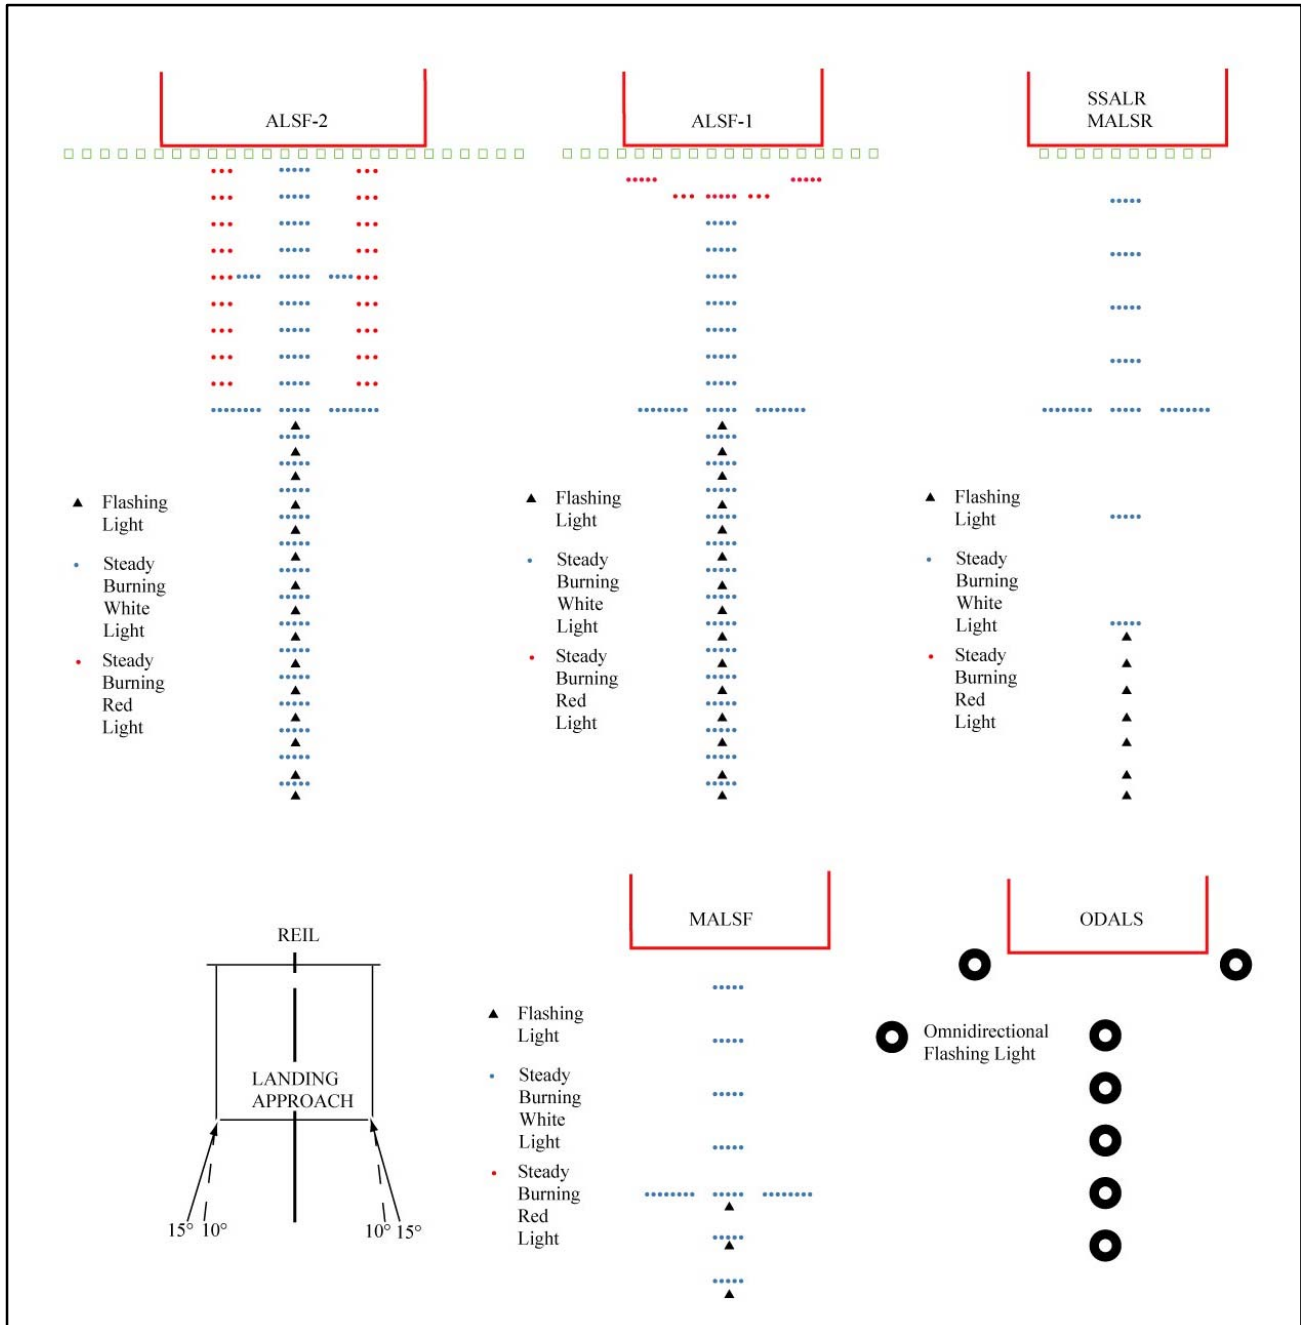 ALSF-2
Flashing
Light
Steady
Burning
White
Light
Steady
Burning
Red
Light
ALSF-1
Flashing
Light
Steady
Burning
White
Light
Steady
Burning
Red
Light
SSALR
MALSR
Flashing
Light
Steady
Burning
White
Light
Steady
Burning
Red
Light
REIL
LANDING
APPROACH
15° 10°
10° 15°
MALSF
Flashing
Light
Steady
Burning
White
Light
Steady
Burning
Red
Light
ODALS
Omnidirectional
Flashing Light